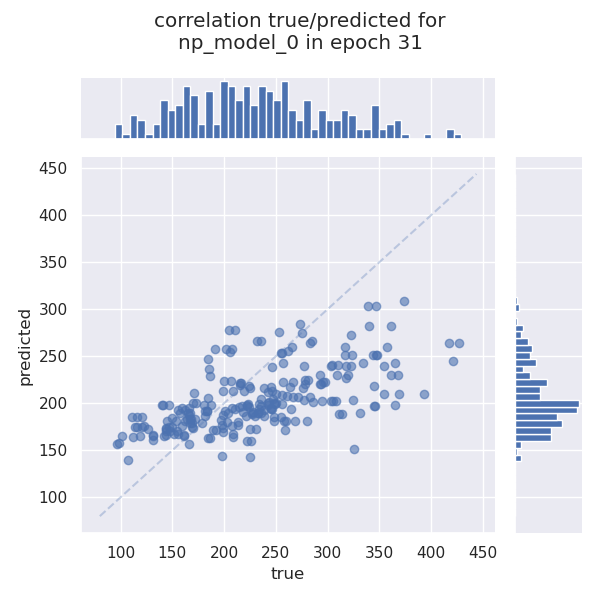 correlation true/predicted for
np_model_0 in epoch 31
450
400
350
300
250
200
150
100
predicted
100 150 200 250 300 350 400 450
true